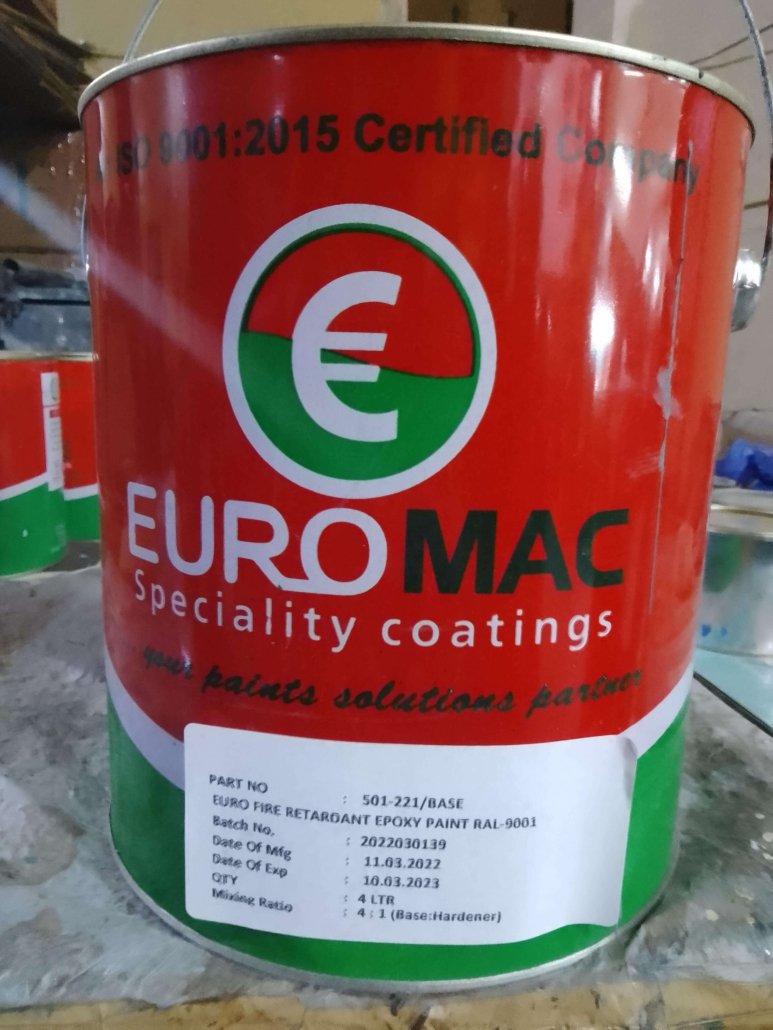 ISO 9001:2015 Certified Company
€
EUROMAC
Speciality coatings
...your paints solutions partner
PART NO : 501-221/BASE
EURO FIRE RETARDANT EPOXY PAINT RAL-9001
Batch No. : 2022030139
Date Of Mfg : 11.03.2022
Date Of Exp : 10.03.2023
QTY : 4 LTR
Mixing Ratio : 4 : 1 (Base:Hardener)